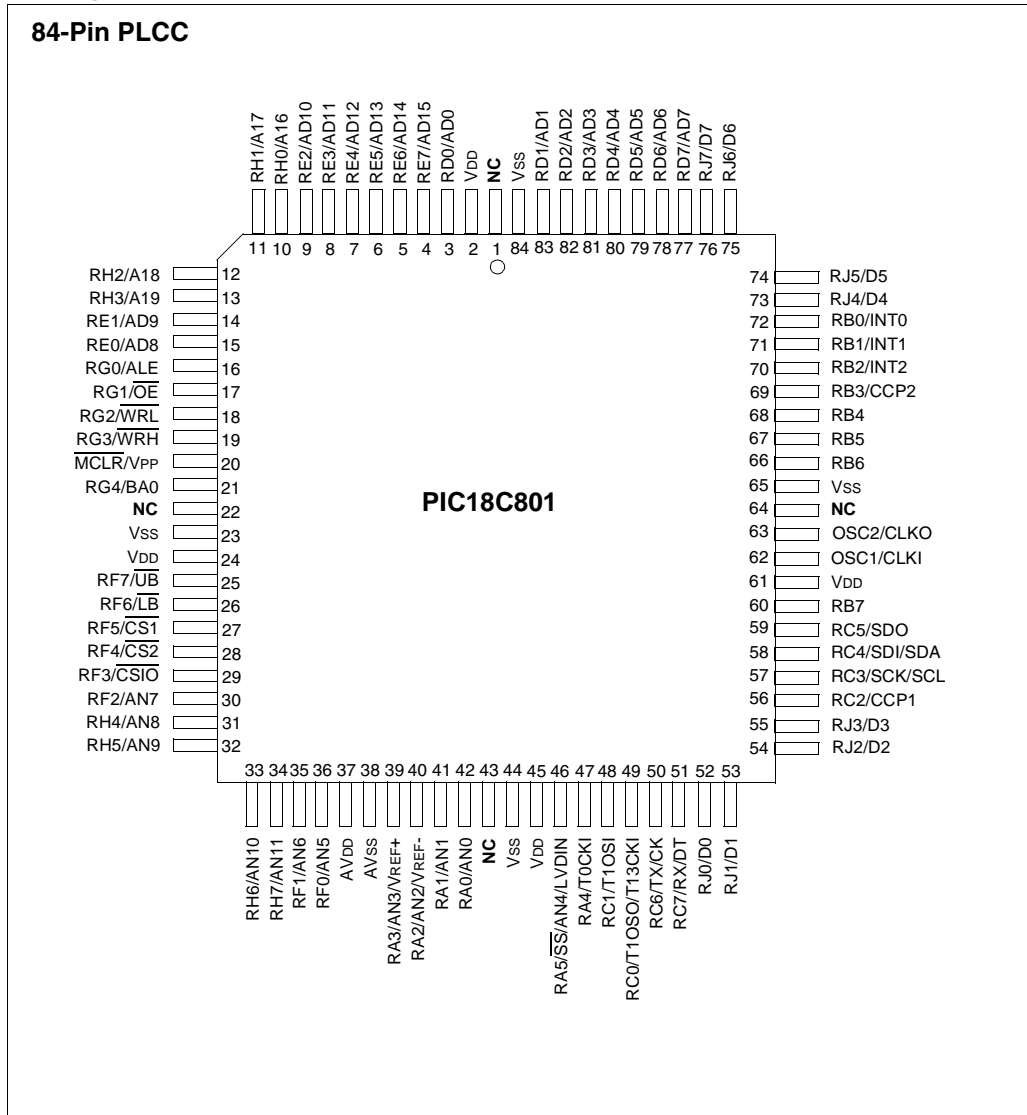 84-Pin PLCC
RH1/A17
RH0/A16
RE2/AD10
RE3/AD11
RE4/AD12
RE5/AD13
RE6/AD14
RE7/AD15
RD0/AD0
VDD
NC
VSS
RD1/AD1
RD2/AD2
RD3/AD3
RD4/AD4
RD5/AD5
RD6/AD6
RD7/AD7
RJ7/D7
RJ6/D6
11 10 9 8 7 6 5 4 3 2 1 84 83 82 81 80 79 78 77 76 75
RH2/A18 12
RH3/A19 13
RE1/AD9 14
RE0/AD8 15
RG0/ALE 16
RG1/OE 17
RG2/WRL 18
RG3/WRH 19
MCLR/VPP 20
RG4/BA0 21
NC 22
VSS 23
VDD 24
RF7/UB 25
RF6/LB 26
RF5/CS1 27
RF4/CS2 28
RF3/CSIO 29
RF2/AN7 30
RH4/AN8 31
RH5/AN9 32
PIC18C801
74 RJ5/D5
73 RJ4/D4
72 RB0/INT0
71 RB1/INT1
70 RB2/INT2
69 RB3/CCP2
68 RB4
67 RB5
66 RB6
65 VSS
64 NC
63 OSC2/CLKO
62 OSC1/CLKI
61 VDD
60 RB7
59 RC5/SDO
58 RC4/SDI/SDA
57 RC3/SCK/SCL
56 RC2/CCP1
55 RJ3/D3
54 RJ2/D2
33 34 35 36 37 38 39 40 41 42 43 44 45 46 47 48 49 50 51 52 53
RH6/AN10
RH7/AN11
RF1/AN6
RF0/AN5
AVDD
AVSS
RA3/AN3/VREF+
RA2/AN2/VREF-
RA1/AN1
RA0/AN0
NC
VSS
VDD
RA5/SS/AN4/LVDIN
RA4/T0CKI
RC1/T1OSI
RC0/T1OSO/T13CKI
RC6/TX/CK
RC7/RX/DT
RJ0/D0
RJ1/D1